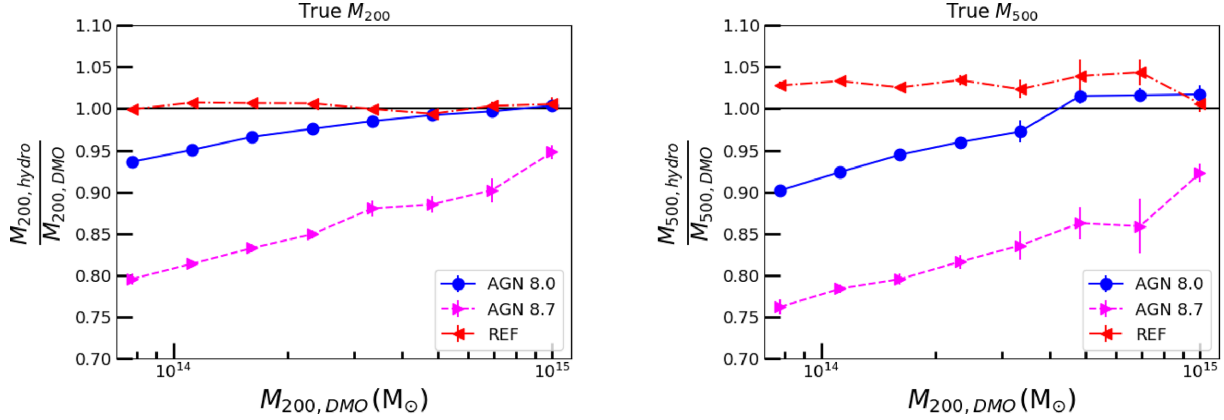 True M200
1.10
1.05
1.00
0.95
0.90
0.85
0.80
0.75
0.70
M200,hydro
M200,DMO
AGN 8.0
AGN 8.7
REF
10^14
10^15
M200,DMO(M⊙)
True M500
1.10
1.05
1.00
0.95
0.90
0.85
0.80
0.75
0.70
M500,hydro
M500,DMO
AGN 8.0
AGN 8.7
REF
10^14
10^15
M200,DMO(M⊙)